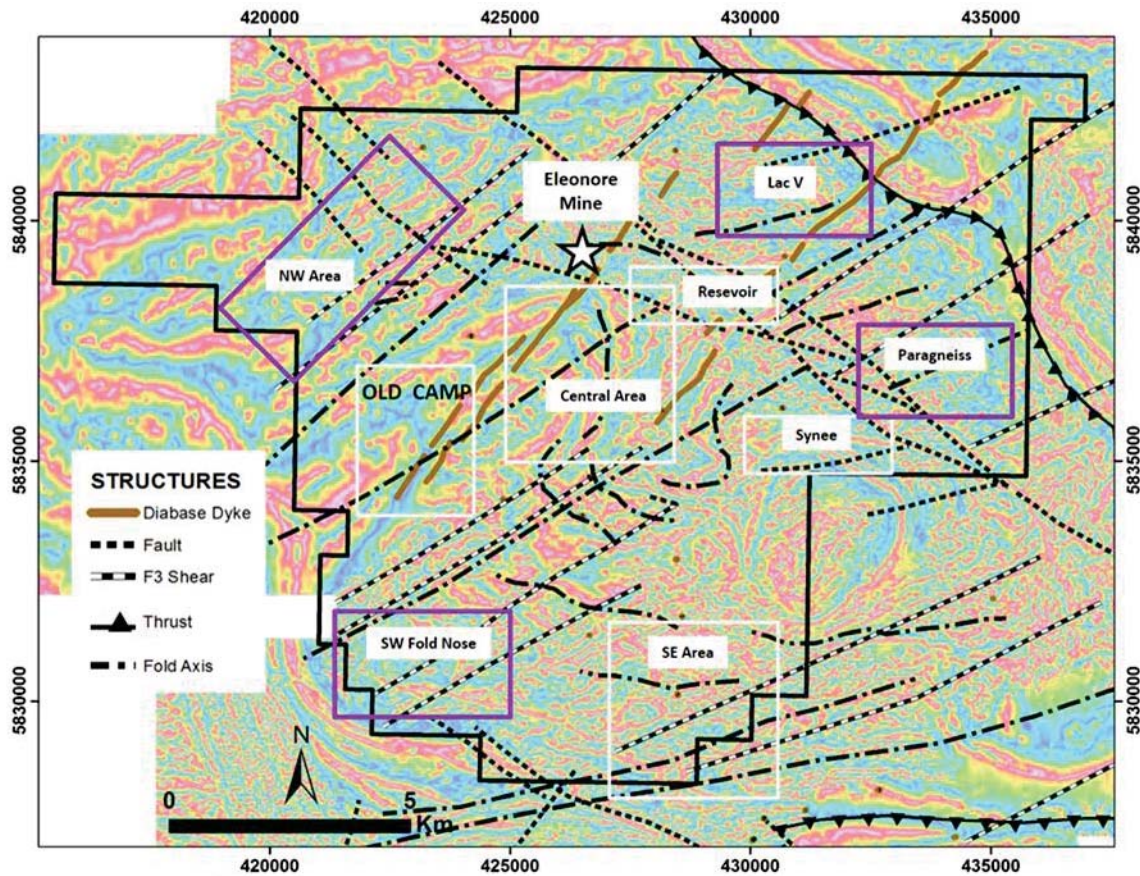 420000 425000 430000 435000
Eleonore
Mine
Lac V
5840000 5840000
NW Area
Resevoir
Paragneiss
OLD CAMP
Central Area
Synee
5835000 5835000
STRUCTURES
Diabase Dyke
Fault
F3 Shear
Thrust
Fold Axis
SW Fold Nose
SE Area
5830000 5830000
N
0 5
Km
420000 425000 430000 435000